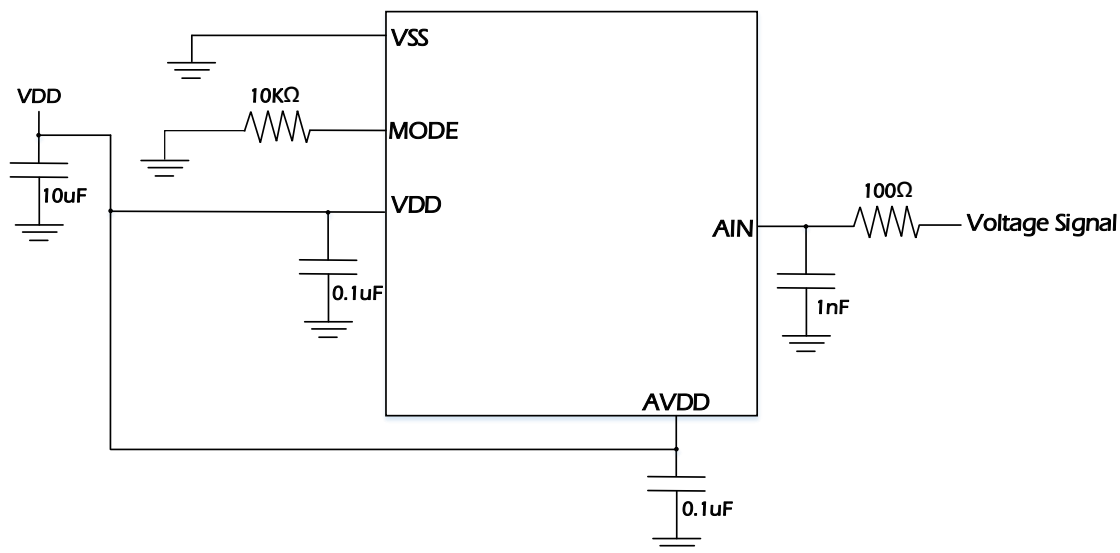 VSS
VDD
10KΩ
MODE
10uF
VDD
100Ω
AIN
Voltage Signal
0.1uF
1nF
AVDD
0.1uF